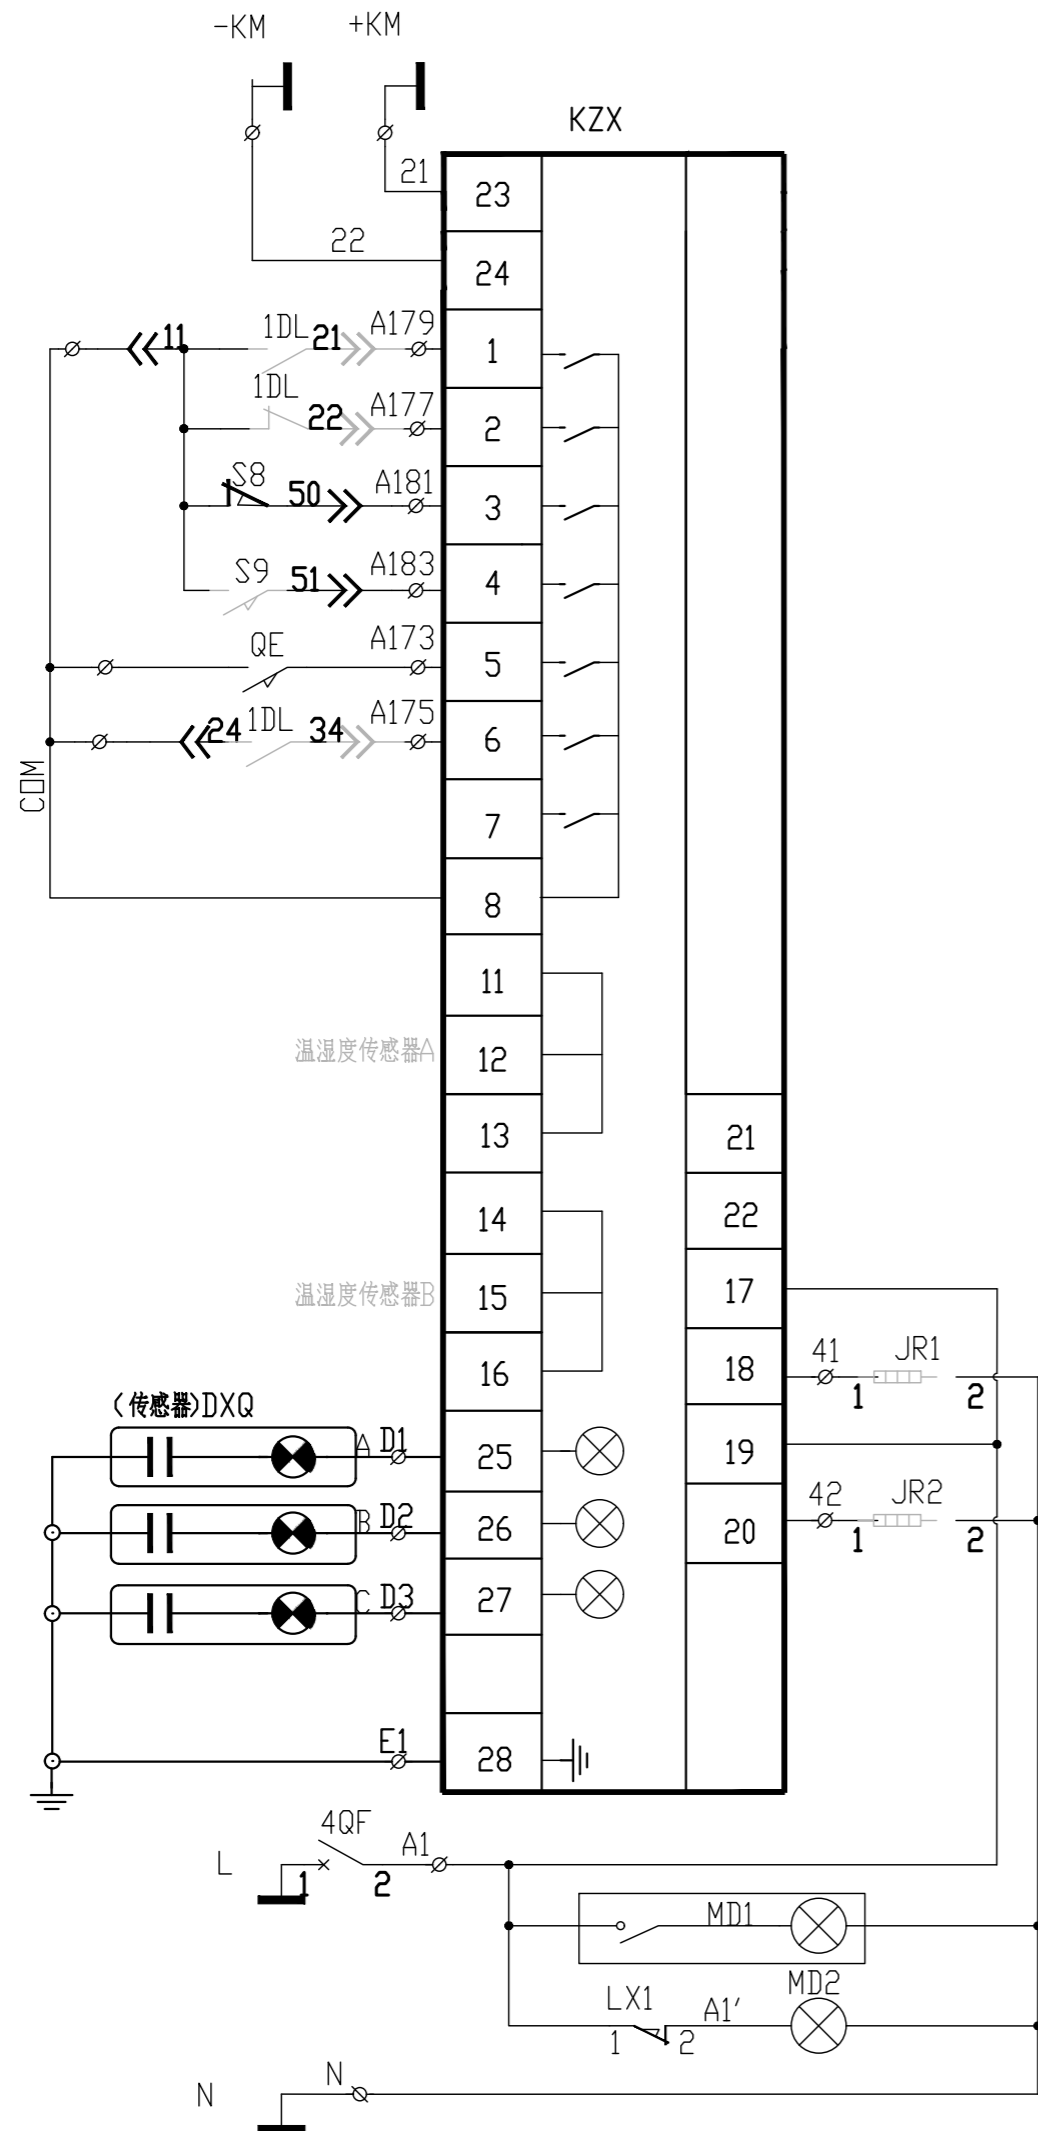 -KM +KM
KZX
21 23
22 24
11 1DL 21 A179 1
1DL 22 A177 2
S8 50 A181 3
S9 51 A183 4
QE A173 5
24 1DL 34 A175 6
COM
7
8
11
温湿度传感器A 12
13 21
14 22
温湿度传感器B 15 17
16 18 41 JR1
1 2
(传感器)DXQ
A D1 25 19
B D2 26 20 42 JR2
1 2
C D3 27
E1 28
L 4QF A1
1 2
MD1
LX1 A1' MD2
1 2
N N